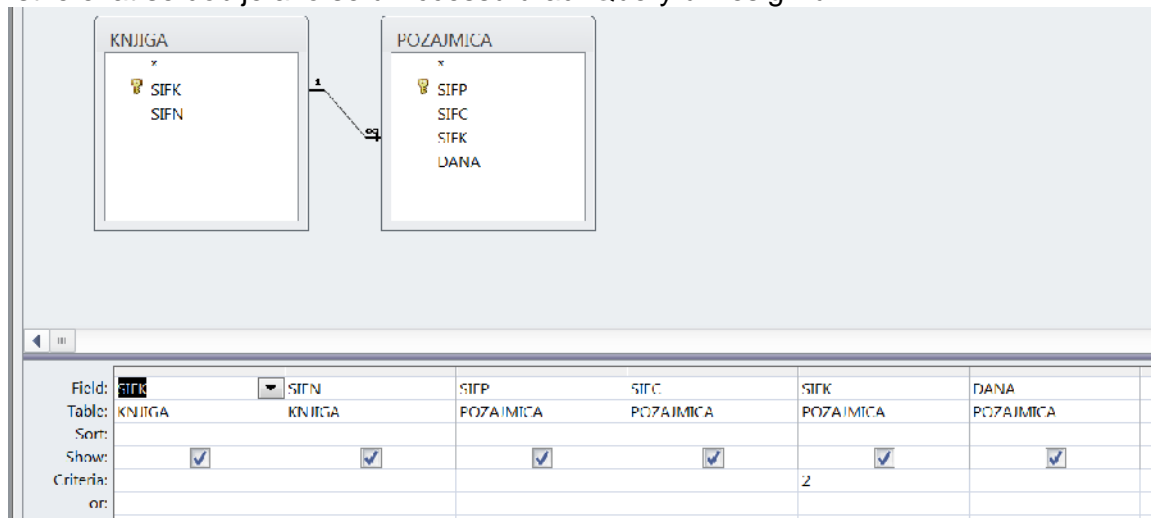 KNJIGA POZAJMICA
*
SIFK
SIFN
*
SIFP
SIFC
SIFK
DANA
1
∞
Field: SIFK SIFN SIFP SIFC SIFK DANA
Table: KNJIGA KNJIGA POZAJMICA POZAJMICA POZAJMICA POZAJMICA
Sort:
Show:
Criteria: 2
or: